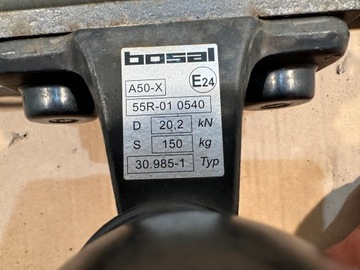 bosal
A50-X E24
55R-01 0540
D 20,2 kN
S 150 kg
30.985-1 Typ